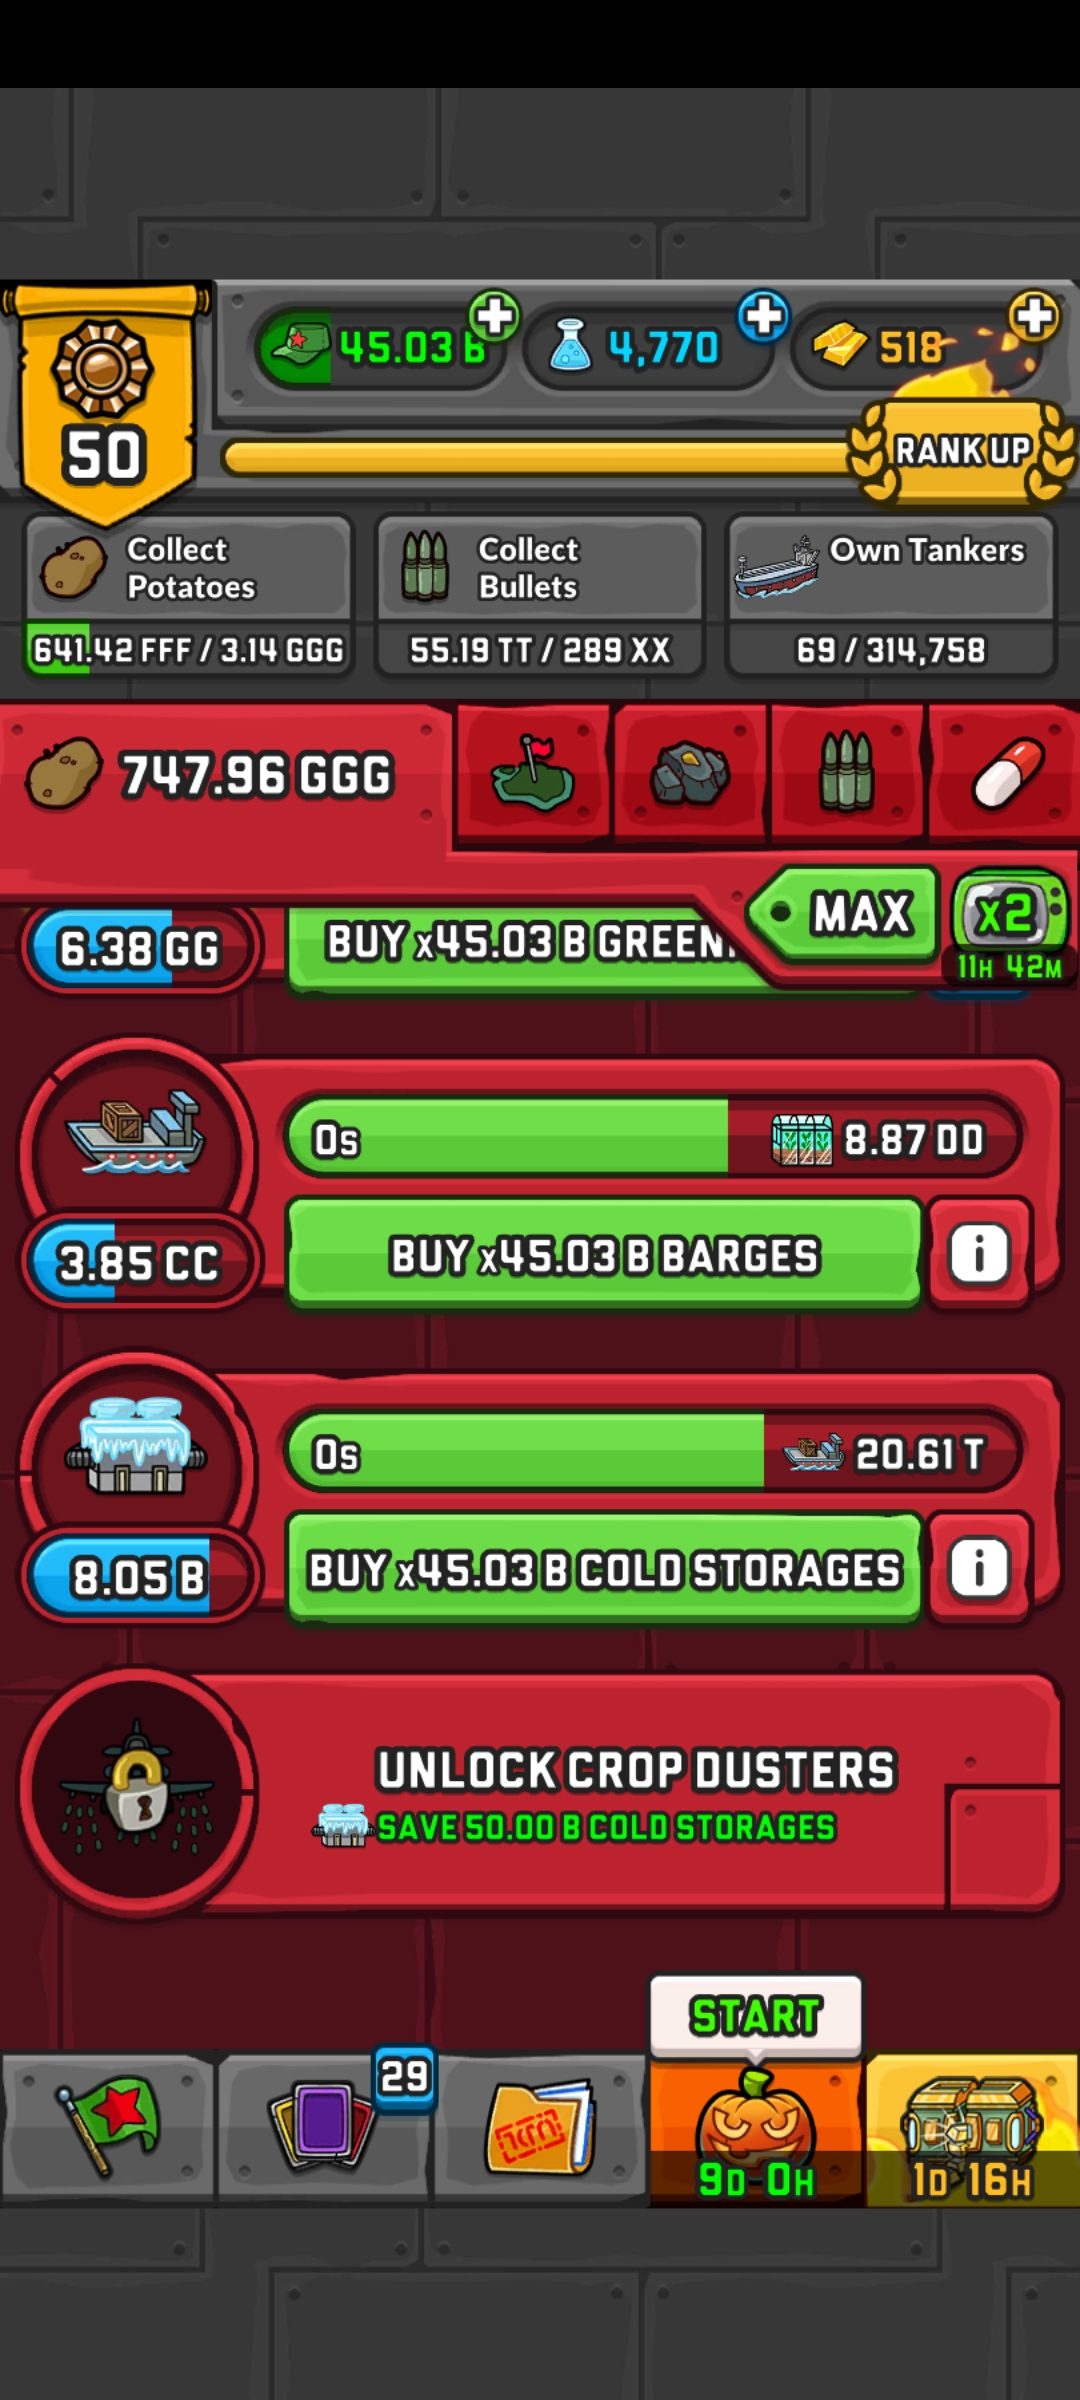 45.03 B
4,770
518
50
RANK UP
Collect
Potatoes
Collect
Bullets
Own Tankers
641.42 FFF / 3.14 GGG
55.19 TT / 289 XX
69 / 314,758
747.96 GGG
MAX
x2
11H 42M
6.38 GG
BUY x45.03 B
0s
8.87 DD
3.85 CC
BUY x45.03 B BARGES
i
0s
20.61 T
8.05 B
BUY x45.03 B COLD STORAGES
i
UNLOCK CROP DUSTERS
SAVE 50.00 B COLD STORAGES
START
29
9D 0H
1D 16H